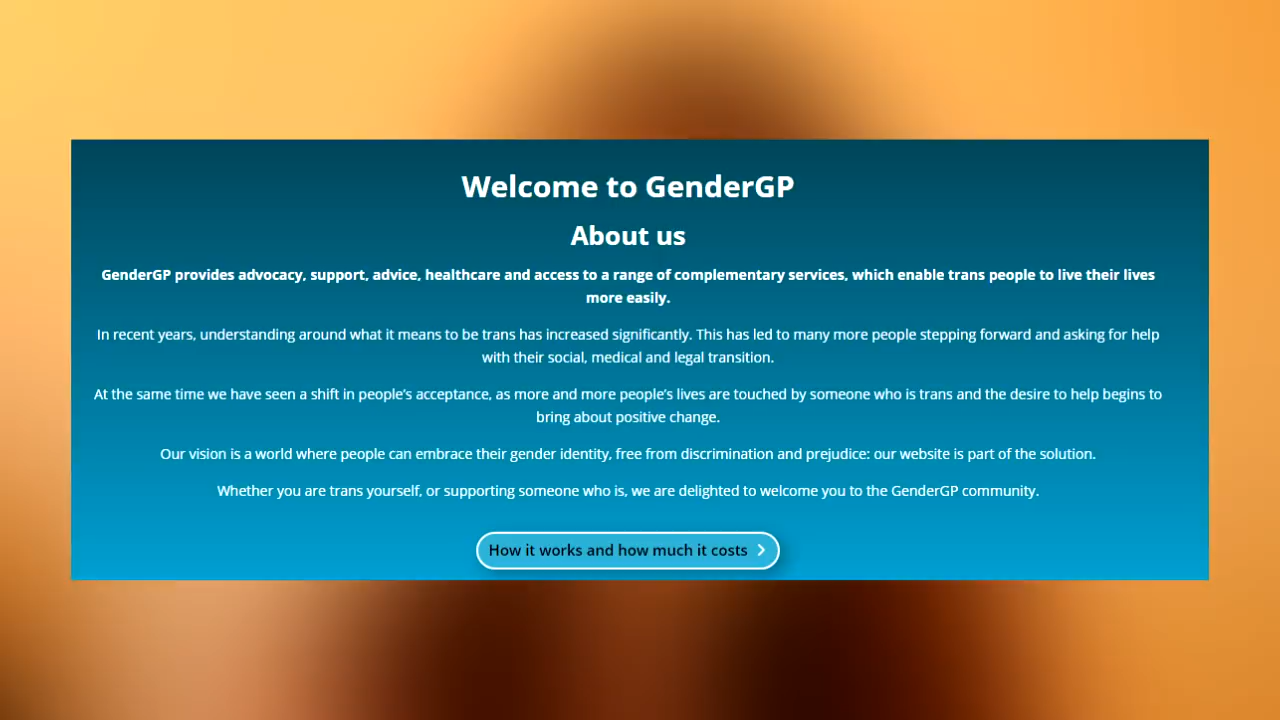 Welcome to GenderGP
About us
GenderGP provides advocacy, support, advice, healthcare and access to a range of complementary services, which enable trans people to live their lives
more easily.
In recent years, understanding around what it means to be trans has increased significantly. This has led to many more people stepping forward and asking for help
with their social, medical and legal transition.
At the same time we have seen a shift in people's acceptance, as more and more people's lives are touched by someone who is trans and the desire to help begins to
bring about positive change.
Our vision is a world where people can embrace their gender identity, free from discrimination and prejudice: our website is part of the solution.
Whether you are trans yourself, or supporting someone who is, we are delighted to welcome you to the GenderGP community.
How it works and how much it costs